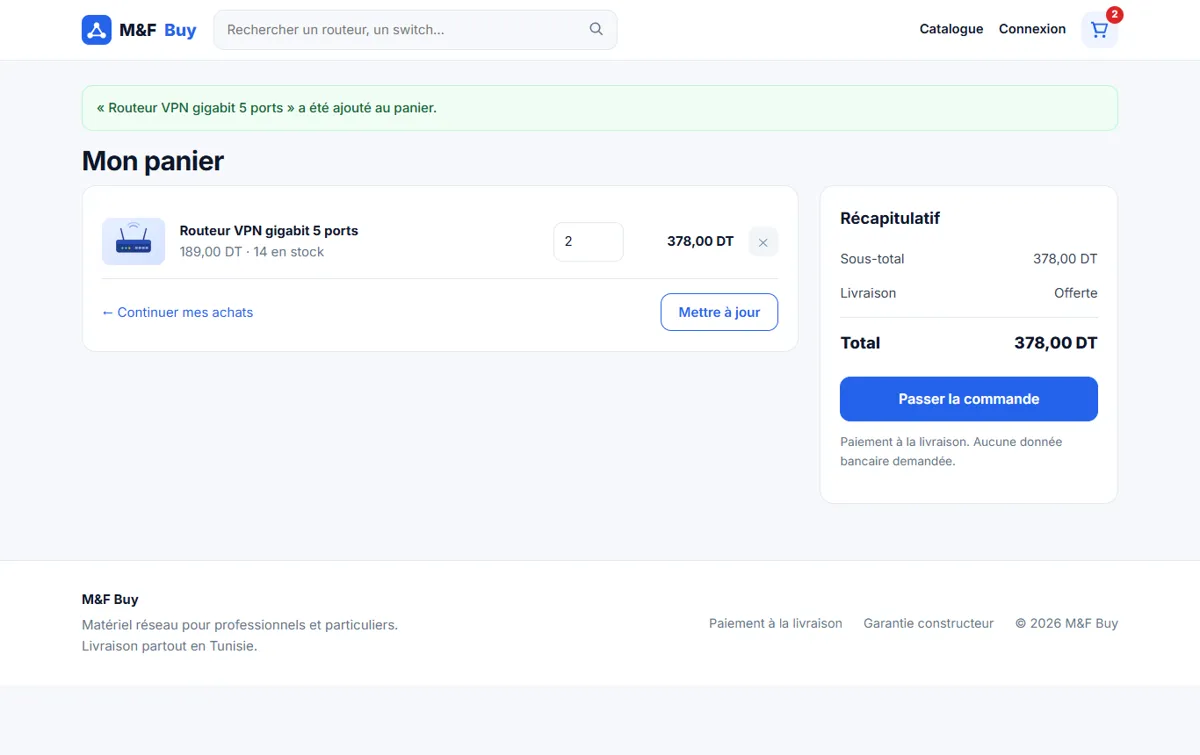 M&F Buy
Rechercher un routeur, un switch...
Catalogue
Connexion
2
« Routeur VPN gigabit 5 ports » a été ajouté au panier.
Mon panier
Routeur VPN gigabit 5 ports
189,00 DT · 14 en stock
2
378,00 DT
×
← Continuer mes achats
Mettre à jour
Récapitulatif
Sous-total 378,00 DT
Livraison Offerte
Total 378,00 DT
Passer la commande
Paiement à la livraison. Aucune donnée
bancaire demandée.
M&F Buy
Matériel réseau pour professionnels et particuliers.
Livraison partout en Tunisie.
Paiement à la livraison
Garantie constructeur
© 2026 M&F Buy